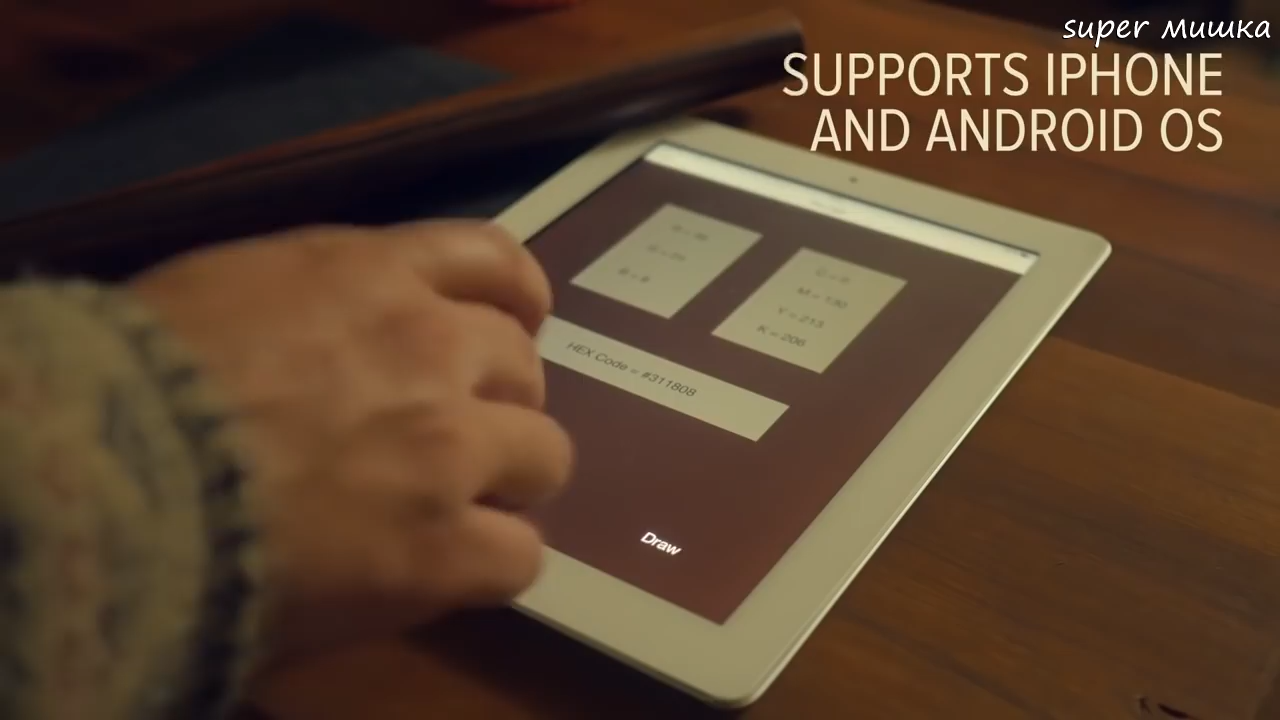 super мишка
SUPPORTS IPHONE
AND ANDROID OS
M = 130
Y = 213
K = 206
HEX Code = #311808
Draw